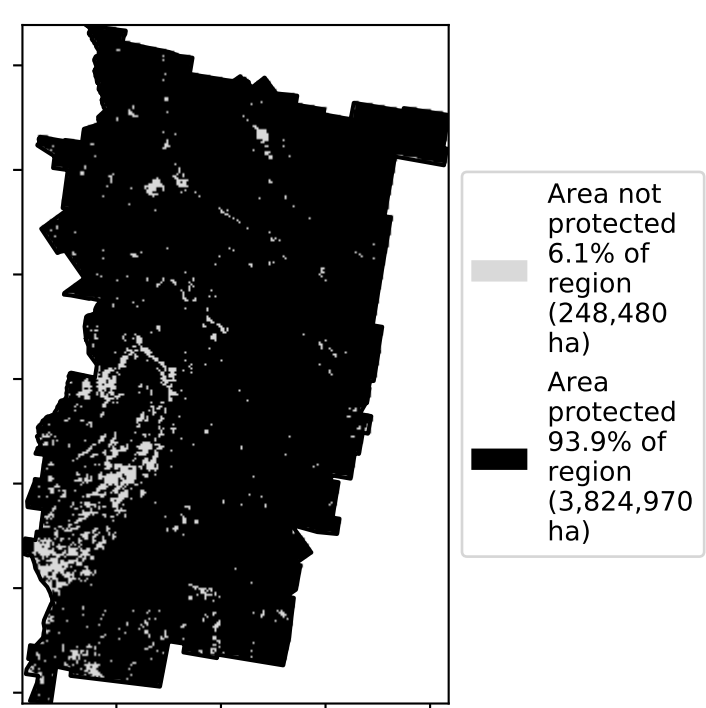 Area not
protected
6.1% of
region
(248,480
ha)
Area
protected
93.9% of
region
(3,824,970
ha)